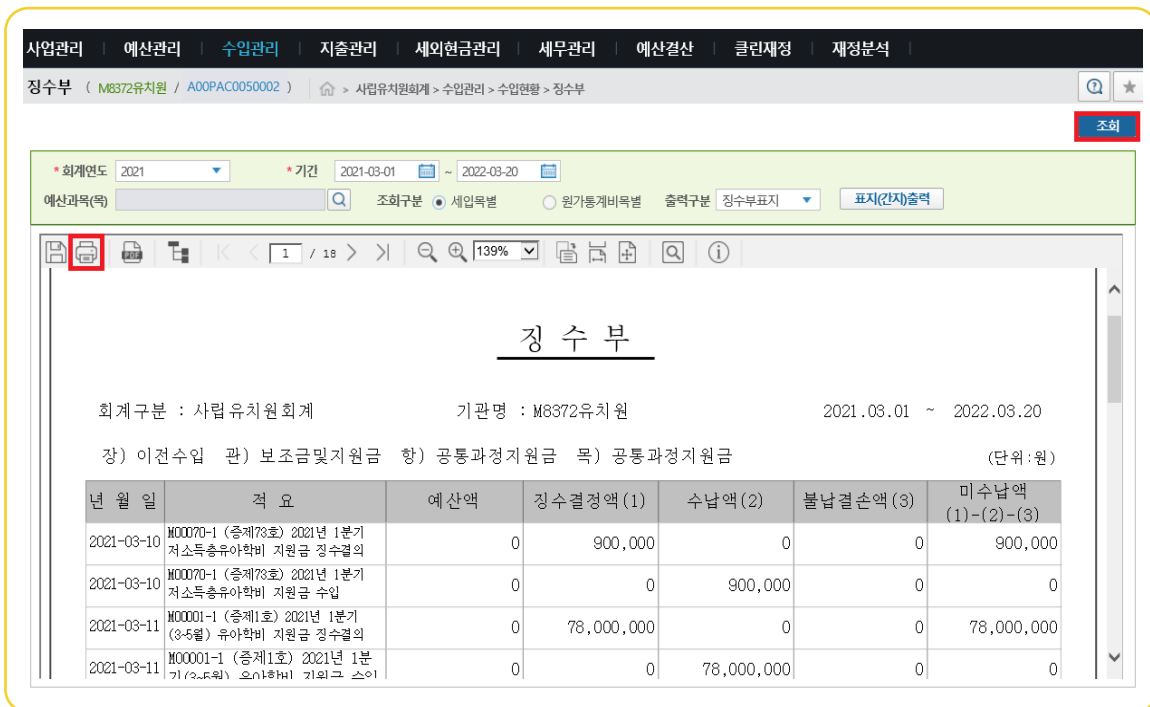 사업관리 예산관리 수입관리 지출관리 세외현금관리 세무관리 예산결산 클린재정 재정분석
징수부 ( M8372유치원 / A00PAC0050002 ) > 사립유치원회계 > 수입관리 > 수입현황 > 징수부
조회
* 회계연도 2021 * 기간 2021-03-01 ~ 2022-03-20
예산과목(목) 조회구분 세입목별 원가통계비목별 출력구분 징수부표지 표지(간지)출력
PDF 1 / 18 139%
징 수 부
회계구분 : 사립유치원회계 기관명 : M8372유치원 2021.03.01 ~ 2022.03.20
장) 이전수입 관) 보조금및지원금 항) 공통과정지원금 목) 공통과정지원금 (단위:원)
년 월 일 적 요 예산액 징수결정액(1) 수납액(2) 불납결손액(3) 미수납액
(1)-(2)-(3)
2021-03-10 M00070-1 (증제73호) 2021년 1분기 0 900,000 0 0 900,000
저소득층유아학비 지원금 징수결의
2021-03-10 M00070-1 (증제73호) 2021년 1분기 0 0 900,000 0 0
저소득층유아학비 지원금 수입
2021-03-11 M00001-1 (증제1호) 2021년 1분기 0 78,000,000 0 0 78,000,000
(3~5월) 유아학비 지원금 징수결의
2021-03-11 M00001-1 (증제1호) 2021년 1분 0 0 78,000,000 0 0
기(3~5월) 유아학비 지원금 수입